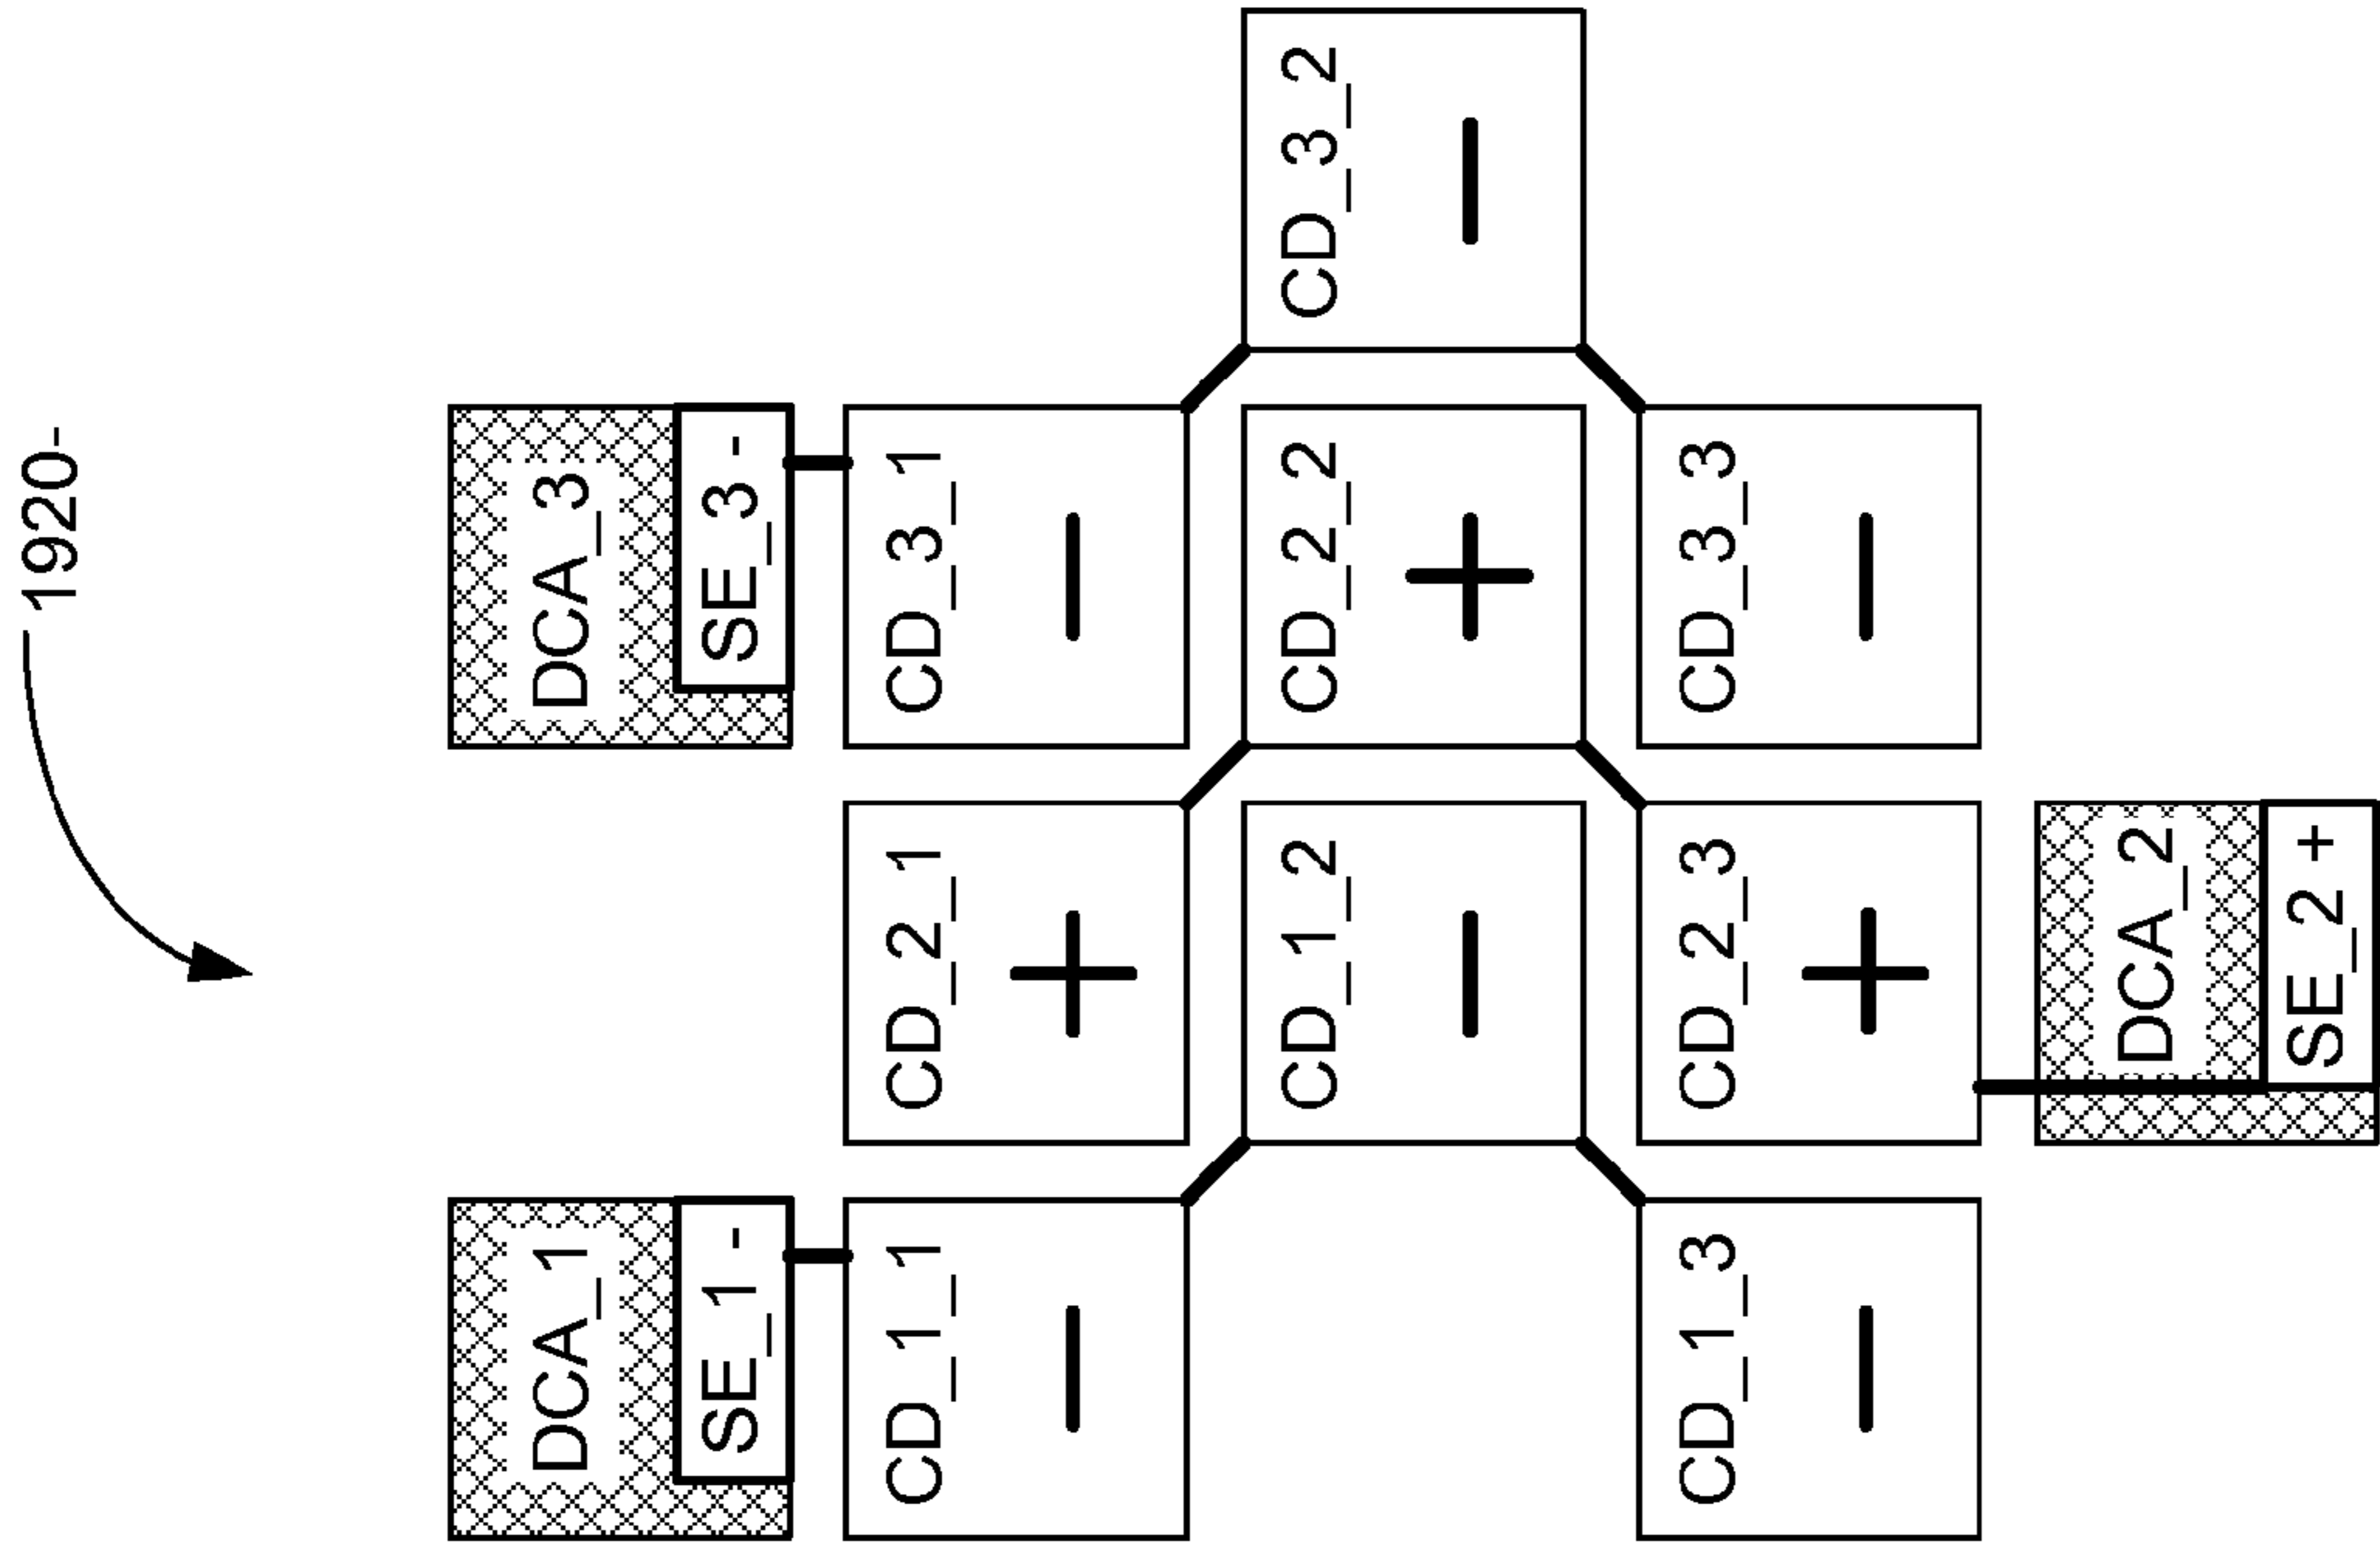 1920-
DCA_1
SE_1 -
DCA_3
SE_3 -
CD_1_1
−
CD_2_1
+
CD_3_1
−
CD_1_2
−
CD_2_2
+
CD_3_2
−
CD_1_3
−
CD_2_3
+
CD_3_3
−
DCA_2
SE_2 +